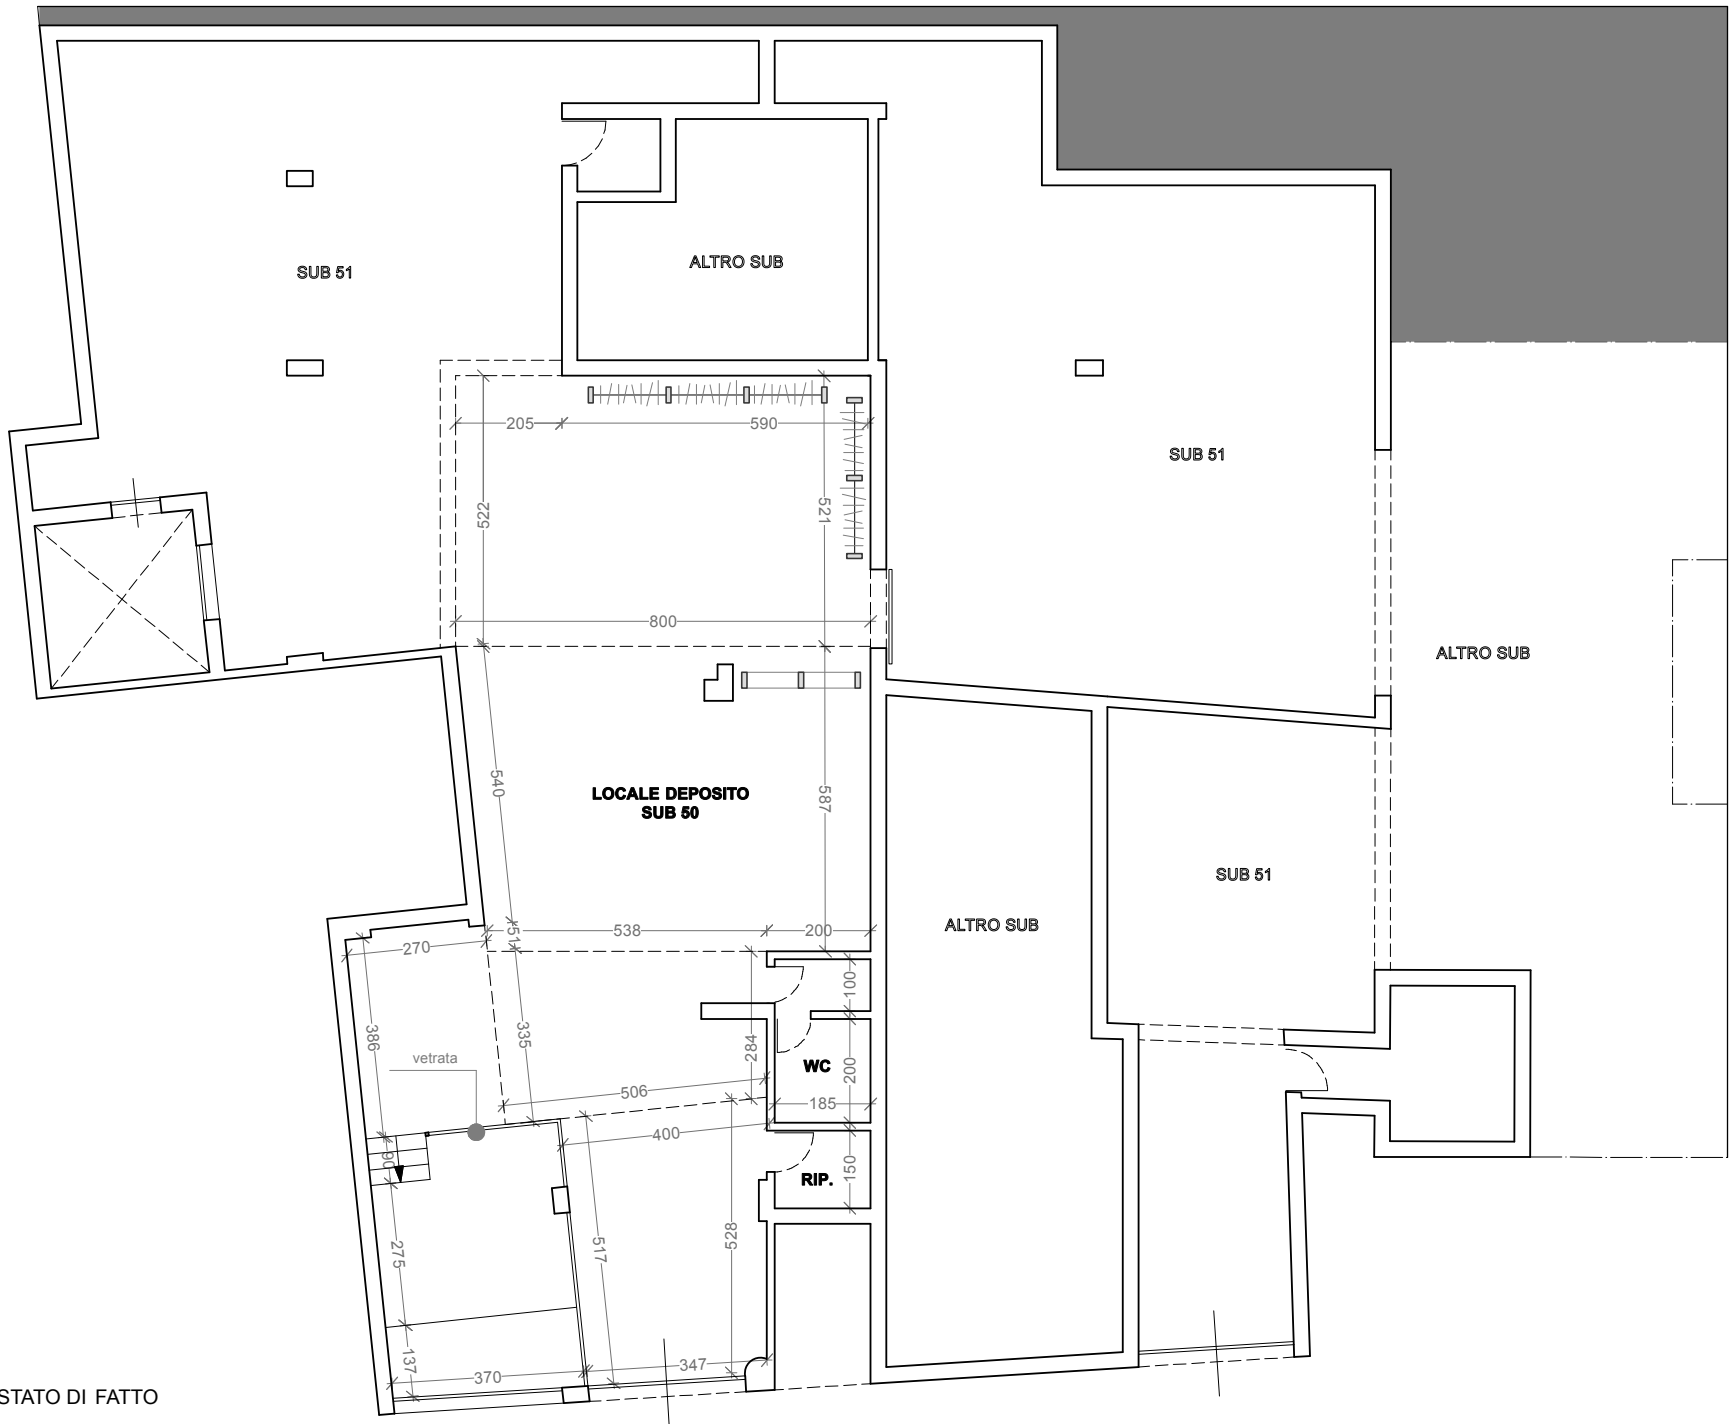 SUB 51
ALTRO SUB
205
590
SUB 51
522
521
800
ALTRO SUB
540
LOCALE DEPOSITO
SUB 50
587
SUB 51
ALTRO SUB
538
200
51
270
100
386
335
284
vetrata
WC
200
506
185
400
90
150
RIP.
275
517
528
137
347
370
STATO DI FATTO